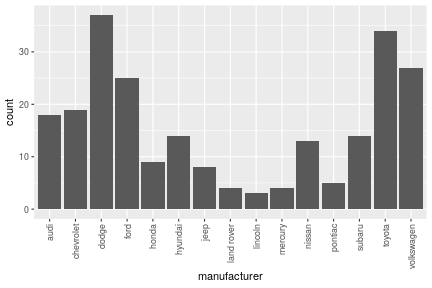 count
30
20
10
0
audi
chevrolet
dodge
ford
honda
hyundai
jeep
land rover
lincoln
mercury
nissan
pontiac
subaru
toyota
volkswagen
manufacturer